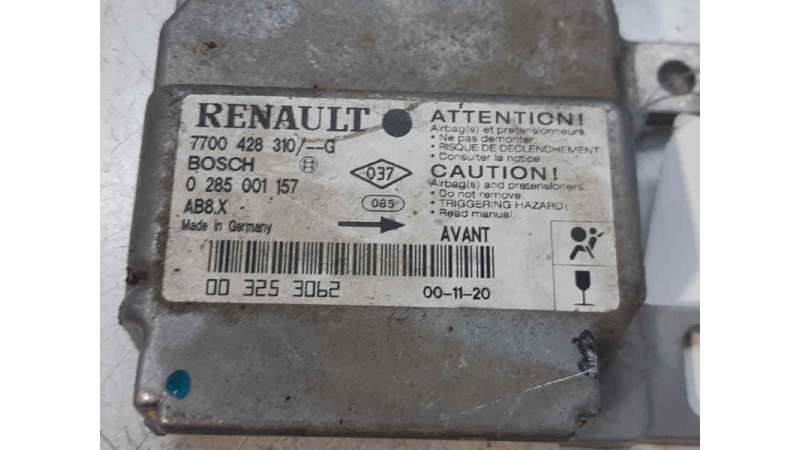 RENAULT
7700 428 310/--G
BOSCH
0 285 001 157
AB8.X
Made in Germany
037
085
ATTENTION!
Airbag(s) et pretensionneurs
• Ne pas demonter.
• RISQUE DE DECLENCHEMENT!
• Consulter la notice.
CAUTION!
Airbag(s) and pretensioners
• Do not remove.
• TRIGGERING HAZARD!
• Read manual.
AVANT
00 325 3062
00-11-20